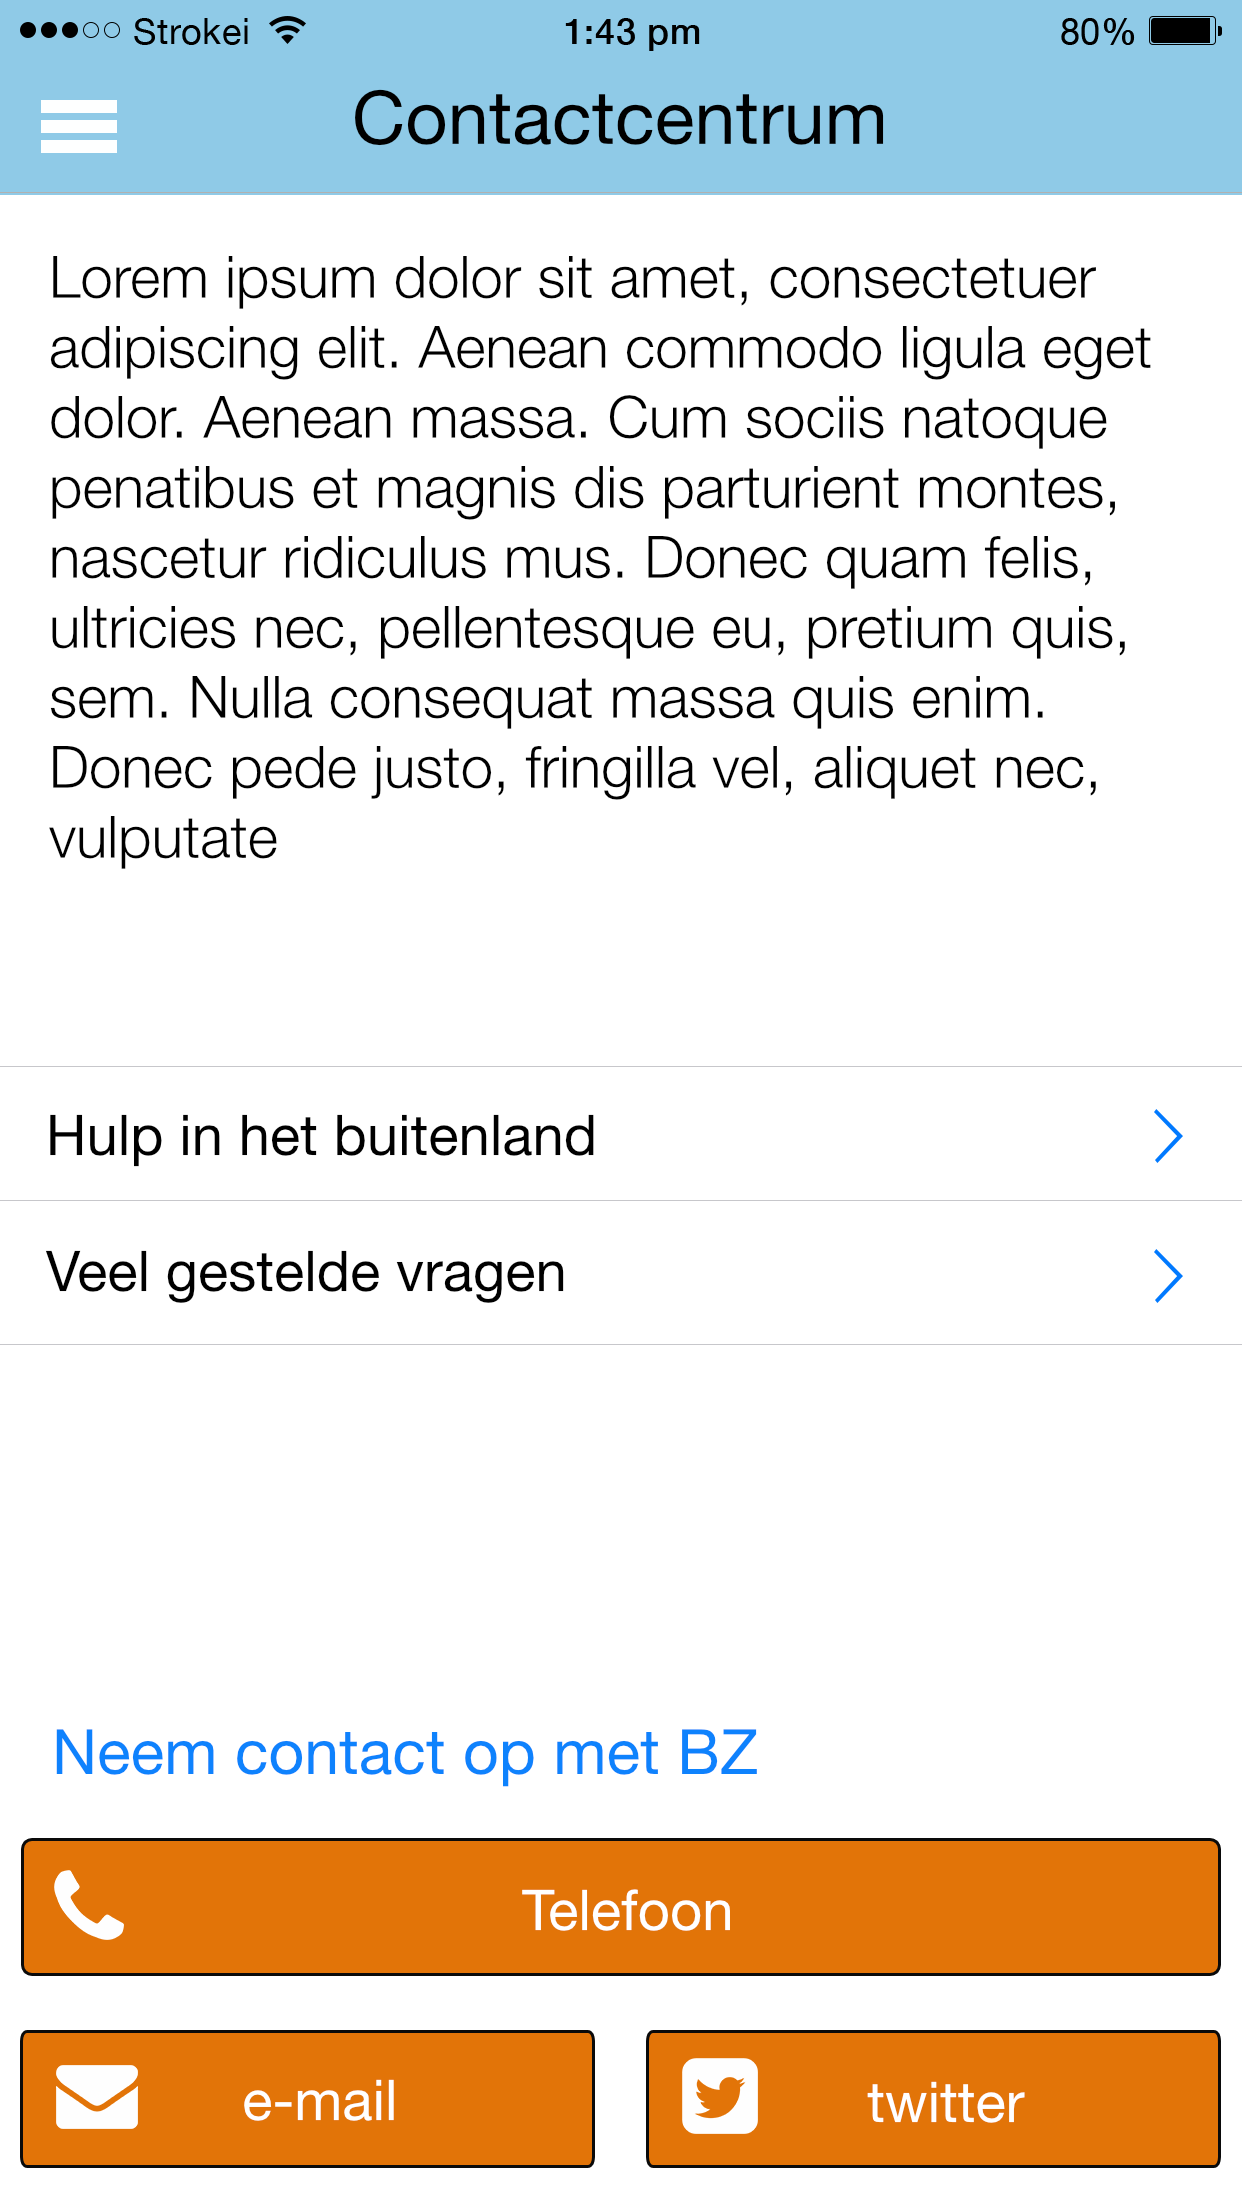 Strokei 1:43 pm 80%
Contactcentrum
Lorem ipsum dolor sit amet, consectetuer
adipiscing elit. Aenean commodo ligula eget
dolor. Aenean massa. Cum sociis natoque
penatibus et magnis dis parturient montes,
nascetur ridiculus mus. Donec quam felis,
ultricies nec, pellentesque eu, pretium quis,
sem. Nulla consequat massa quis enim.
Donec pede justo, fringilla vel, aliquet nec,
vulputate
Hulp in het buitenland
Veel gestelde vragen
Neem contact op met BZ
Telefoon
e-mail
twitter